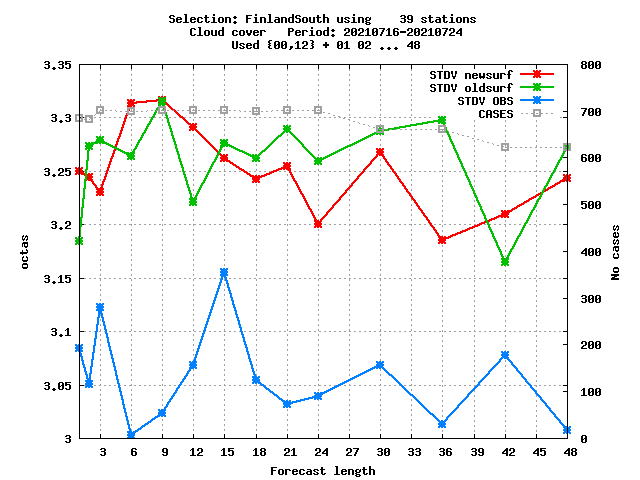 Selection: FinlandSouth using    39 stations
Cloud cover   Period: 20210716-20210724
Used {00,12} + 01 02 ... 48
3.35
3.3
3.25
3.2
3.15
3.1
3.05
3
800
700
600
500
400
300
200
100
0
STDV newsurf
STDV oldsurf
STDV OBS
CASES
octas
No cases
3 6 9 12 15 18 21 24 27 30 33 36 39 42 45 48
Forecast length